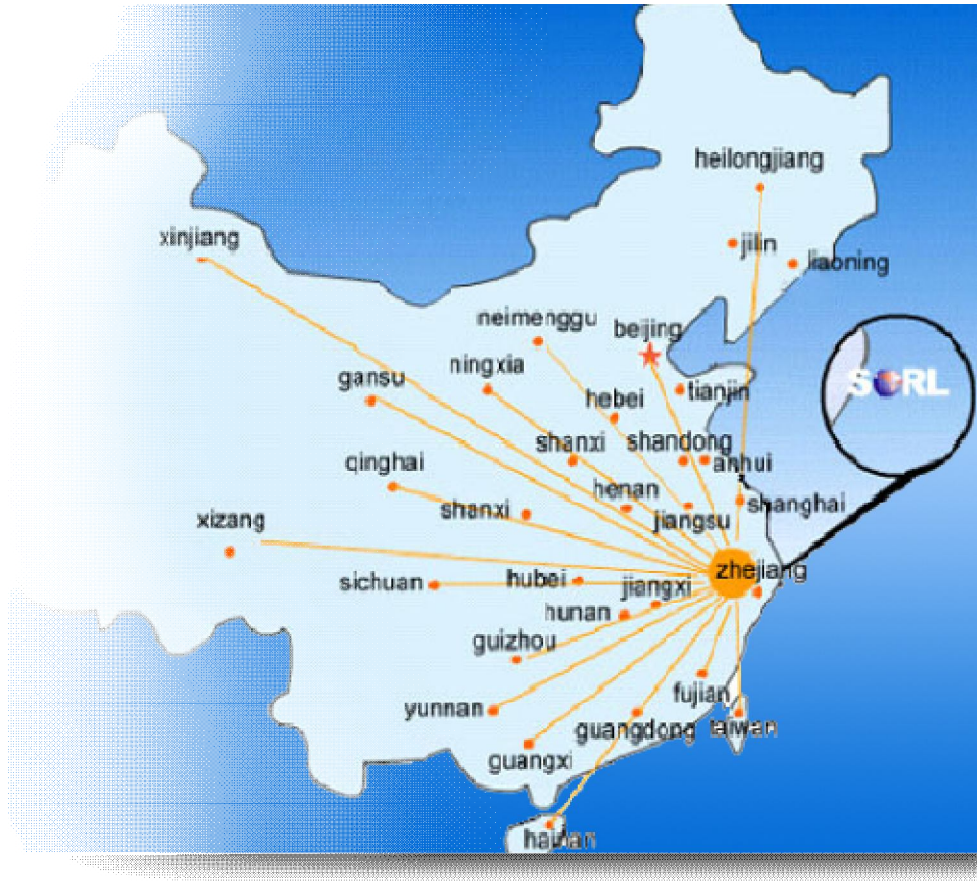 heilongjiang
xinjiang
jilin
liaoning
neimenggu
beijing
ningxia
gansu
tianjin
SORL
hebei
shanxi
shandong
qinghai
anhui
henan
shanxi
shanghai
jiangsu
xizang
zhejiang
sichuan
hubei
jiangxi
hunan
guizhou
fujian
yunnan
guangdong
taiwan
guangxi
hainan